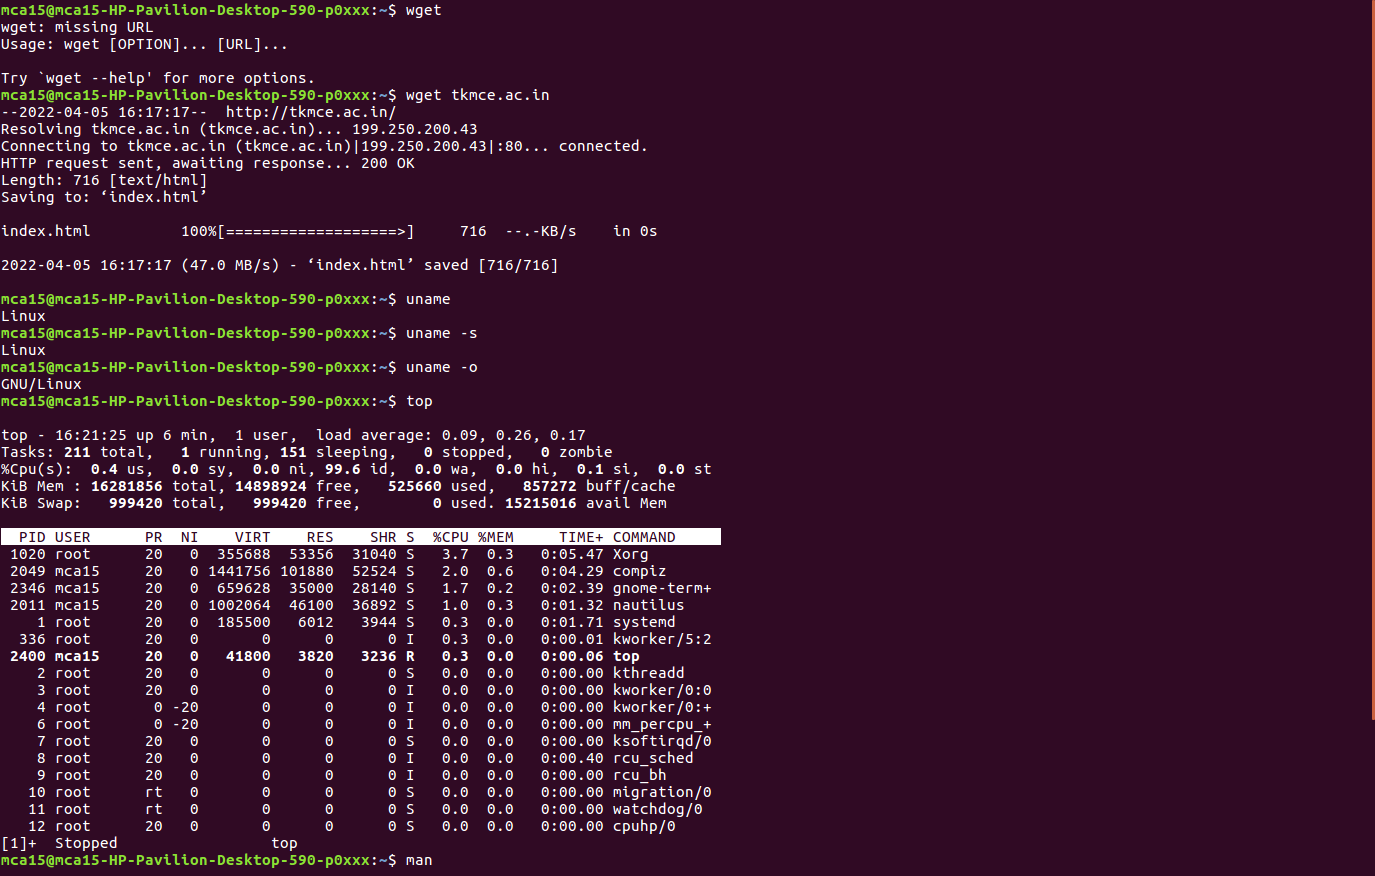 mca15@mca15-HP-Pavilion-Desktop-590-p0xxx:~$ wget
wget: missing URL
Usage: wget [OPTION]... [URL]...

Try `wget --help' for more options.
mca15@mca15-HP-Pavilion-Desktop-590-p0xxx:~$ wget tkmce.ac.in
--2022-04-05 16:17:17--  http://tkmce.ac.in/
Resolving tkmce.ac.in (tkmce.ac.in)... 199.250.200.43
Connecting to tkmce.ac.in (tkmce.ac.in)|199.250.200.43|:80... connected.
HTTP request sent, awaiting response... 200 OK
Length: 716 [text/html]
Saving to: ‘index.html’

index.html          100%[===================>]     716  --.-KB/s    in 0s

2022-04-05 16:17:17 (47.0 MB/s) - ‘index.html’ saved [716/716]

mca15@mca15-HP-Pavilion-Desktop-590-p0xxx:~$ uname
Linux
mca15@mca15-HP-Pavilion-Desktop-590-p0xxx:~$ uname -s
Linux
mca15@mca15-HP-Pavilion-Desktop-590-p0xxx:~$ uname -o
GNU/Linux
mca15@mca15-HP-Pavilion-Desktop-590-p0xxx:~$ top

top - 16:21:25 up 6 min,  1 user,  load average: 0.09, 0.26, 0.17
Tasks: 211 total,   1 running, 151 sleeping,   0 stopped,   0 zombie
%Cpu(s):  0.4 us,  0.0 sy,  0.0 ni, 99.6 id,  0.0 wa,  0.0 hi,  0.1 si,  0.0 st
KiB Mem : 16281856 total, 14898924 free,   525660 used,   857272 buff/cache
KiB Swap:   999420 total,   999420 free,        0 used. 15215016 avail Mem

  PID USER      PR  NI    VIRT    RES    SHR S  %CPU %MEM     TIME+ COMMAND
 1020 root      20   0  355688  53356  31040 S   3.7  0.3   0:05.47 Xorg
 2049 mca15     20   0 1441756 101880  52524 S   2.0  0.6   0:04.29 compiz
 2346 mca15     20   0  659628  35000  28140 S   1.7  0.2   0:02.39 gnome-term+
 2011 mca15     20   0 1002064  46100  36892 S   1.0  0.3   0:01.32 nautilus
    1 root      20   0  185500   6012   3944 S   0.3  0.0   0:01.71 systemd
  336 root      20   0       0      0      0 I   0.3  0.0   0:00.01 kworker/5:2
 2400 mca15     20   0   41800   3820   3236 R   0.3  0.0   0:00.06 top
    2 root      20   0       0      0      0 S   0.0  0.0   0:00.00 kthreadd
    3 root      20   0       0      0      0 I   0.0  0.0   0:00.00 kworker/0:0
    4 root       0 -20       0      0      0 I   0.0  0.0   0:00.00 kworker/0:+
    6 root       0 -20       0      0      0 I   0.0  0.0   0:00.00 mm_percpu_+
    7 root      20   0       0      0      0 S   0.0  0.0   0:00.00 ksoftirqd/0
    8 root      20   0       0      0      0 I   0.0  0.0   0:00.40 rcu_sched
    9 root      20   0       0      0      0 I   0.0  0.0   0:00.00 rcu_bh
   10 root      rt   0       0      0      0 S   0.0  0.0   0:00.00 migration/0
   11 root      rt   0       0      0      0 S   0.0  0.0   0:00.00 watchdog/0
   12 root      20   0       0      0      0 S   0.0  0.0   0:00.00 cpuhp/0
[1]+  Stopped                 top
mca15@mca15-HP-Pavilion-Desktop-590-p0xxx:~$ man